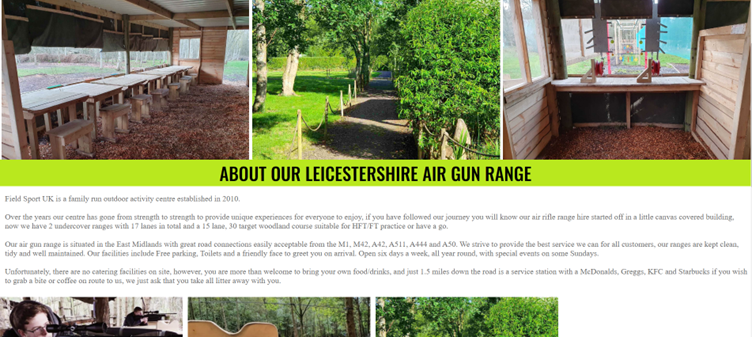 ABOUT OUR LEICESTERSHIRE AIR GUN RANGE
Field Sport UK is a family run outdoor activity centre established in 2010.
Over the years our centre has gone from strength to strength to provide unique experiences for everyone to enjoy, if you have followed our journey you will know our air rifle range hire started off in a little canvas covered building,
now we have 2 undercover ranges with 17 lanes in total and a 15 lane, 30 target woodland course suitable for HFT/FT practice or have a go.
Our air gun range is situated in the East Midlands with great road connections easily acceptable from the M1, M42, A42, A511, A444 and A50. We strive to provide the best service we can for all customers, our ranges are kept clean,
tidy and well maintained. Our facilities include Free parking, Toilets and a friendly face to greet you on arrival. Open six days a week, all year round, with special events on some Sundays.
Unfortunately, there are no catering facilities on site, however, you are more than welcome to bring your own food/drinks, and just 1.5 miles down the road is a service station with a McDonalds, Greggs, KFC and Starbucks if you wish
to grab a bite or coffee on route to us, we just ask that you take all litter away with you.